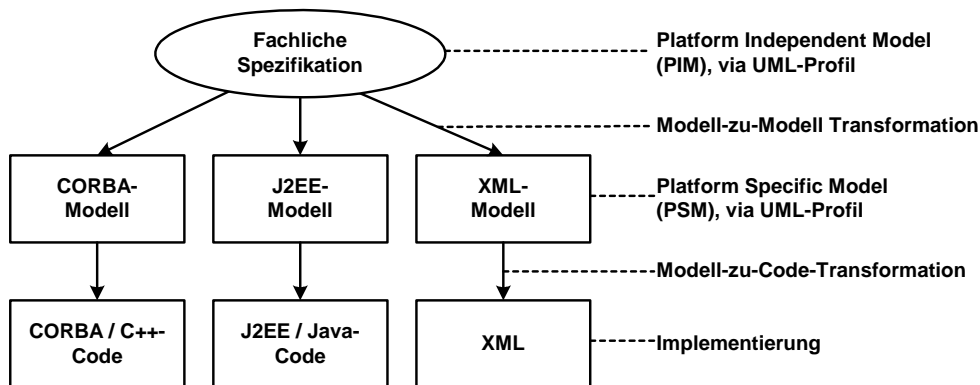 Fachliche
Spezifikation
Platform Independent Model
(PIM), via UML-Profil
Modell-zu-Modell Transformation
CORBA-
Modell
J2EE-
Modell
XML-
Modell
Platform Specific Model
(PSM), via UML-Profil
Modell-zu-Code-Transformation
CORBA / C++-
Code
J2EE / Java-
Code
XML
Implementierung